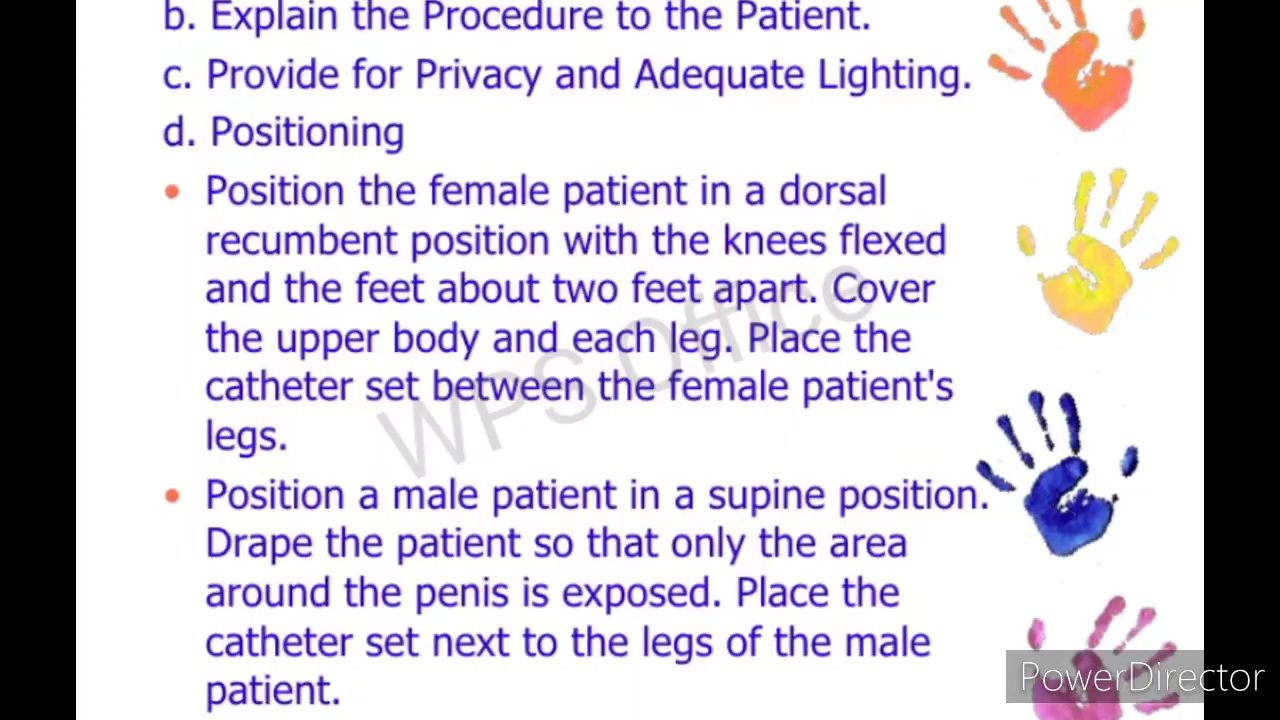 b. Explain the Procedure to the Patient.
c. Provide for Privacy and Adequate Lighting.
d. Positioning
• Position the female patient in a dorsal
recumbent position with the knees flexed
and the feet about two feet apart. Cover
the upper body and each leg. Place the
catheter set between the female patient's
legs.
• Position a male patient in a supine position.
Drape the patient so that only the area
around the penis is exposed. Place the
catheter set next to the legs of the male
patient.
WPS Office
PowerDirector